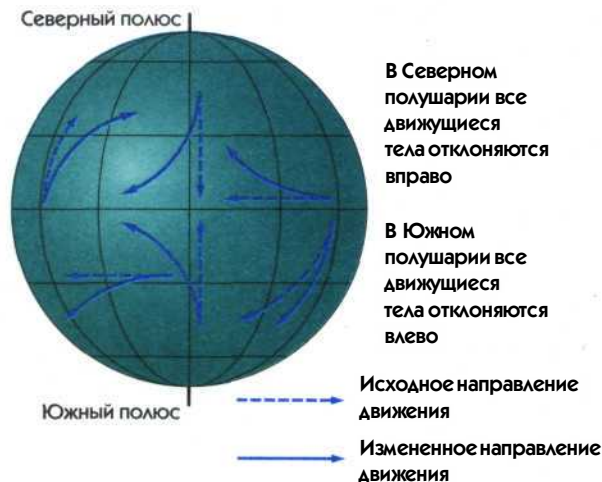 Северный полюс
В Северном
полушарии все
движущиеся
тела отклоняются
вправо
В Южном
полушарии все
движущиеся
тела отклоняются
влево
Южный полюс
Исходное направление
движения
Измененное направление
движения